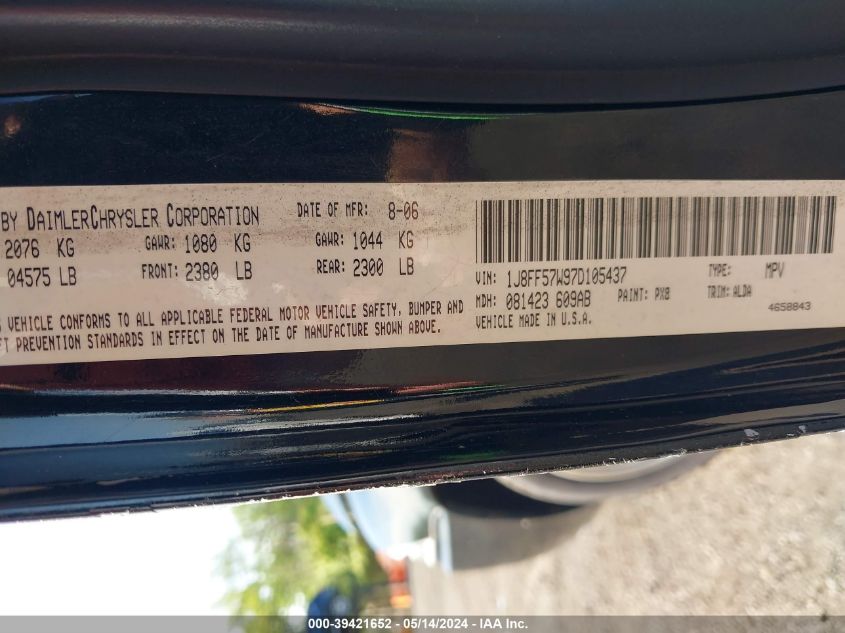 BY DAIMLERCHRYSLER CORPORATION DATE OF MFR: 8-06
2076 KG GAWR: 1080 KG GAWR: 1044 KG
04575 LB FRONT: 2380 LB REAR: 2300 LB
VEHICLE CONFORMS TO ALL APPLICABLE FEDERAL MOTOR VEHICLE SAFETY, BUMPER AND
PREVENTION STANDARDS IN EFFECT ON THE DATE OF MANUFACTURE SHOWN ABOVE.
VIN: 1J8FF57W97D105437 TYPE: MPV
MDH: 081423 609AB PAINT: PX8 TRIM: ALDA
VEHICLE MADE IN U.S.A. 4658843
000-39421652 - 05/14/2024 - IAA Inc.